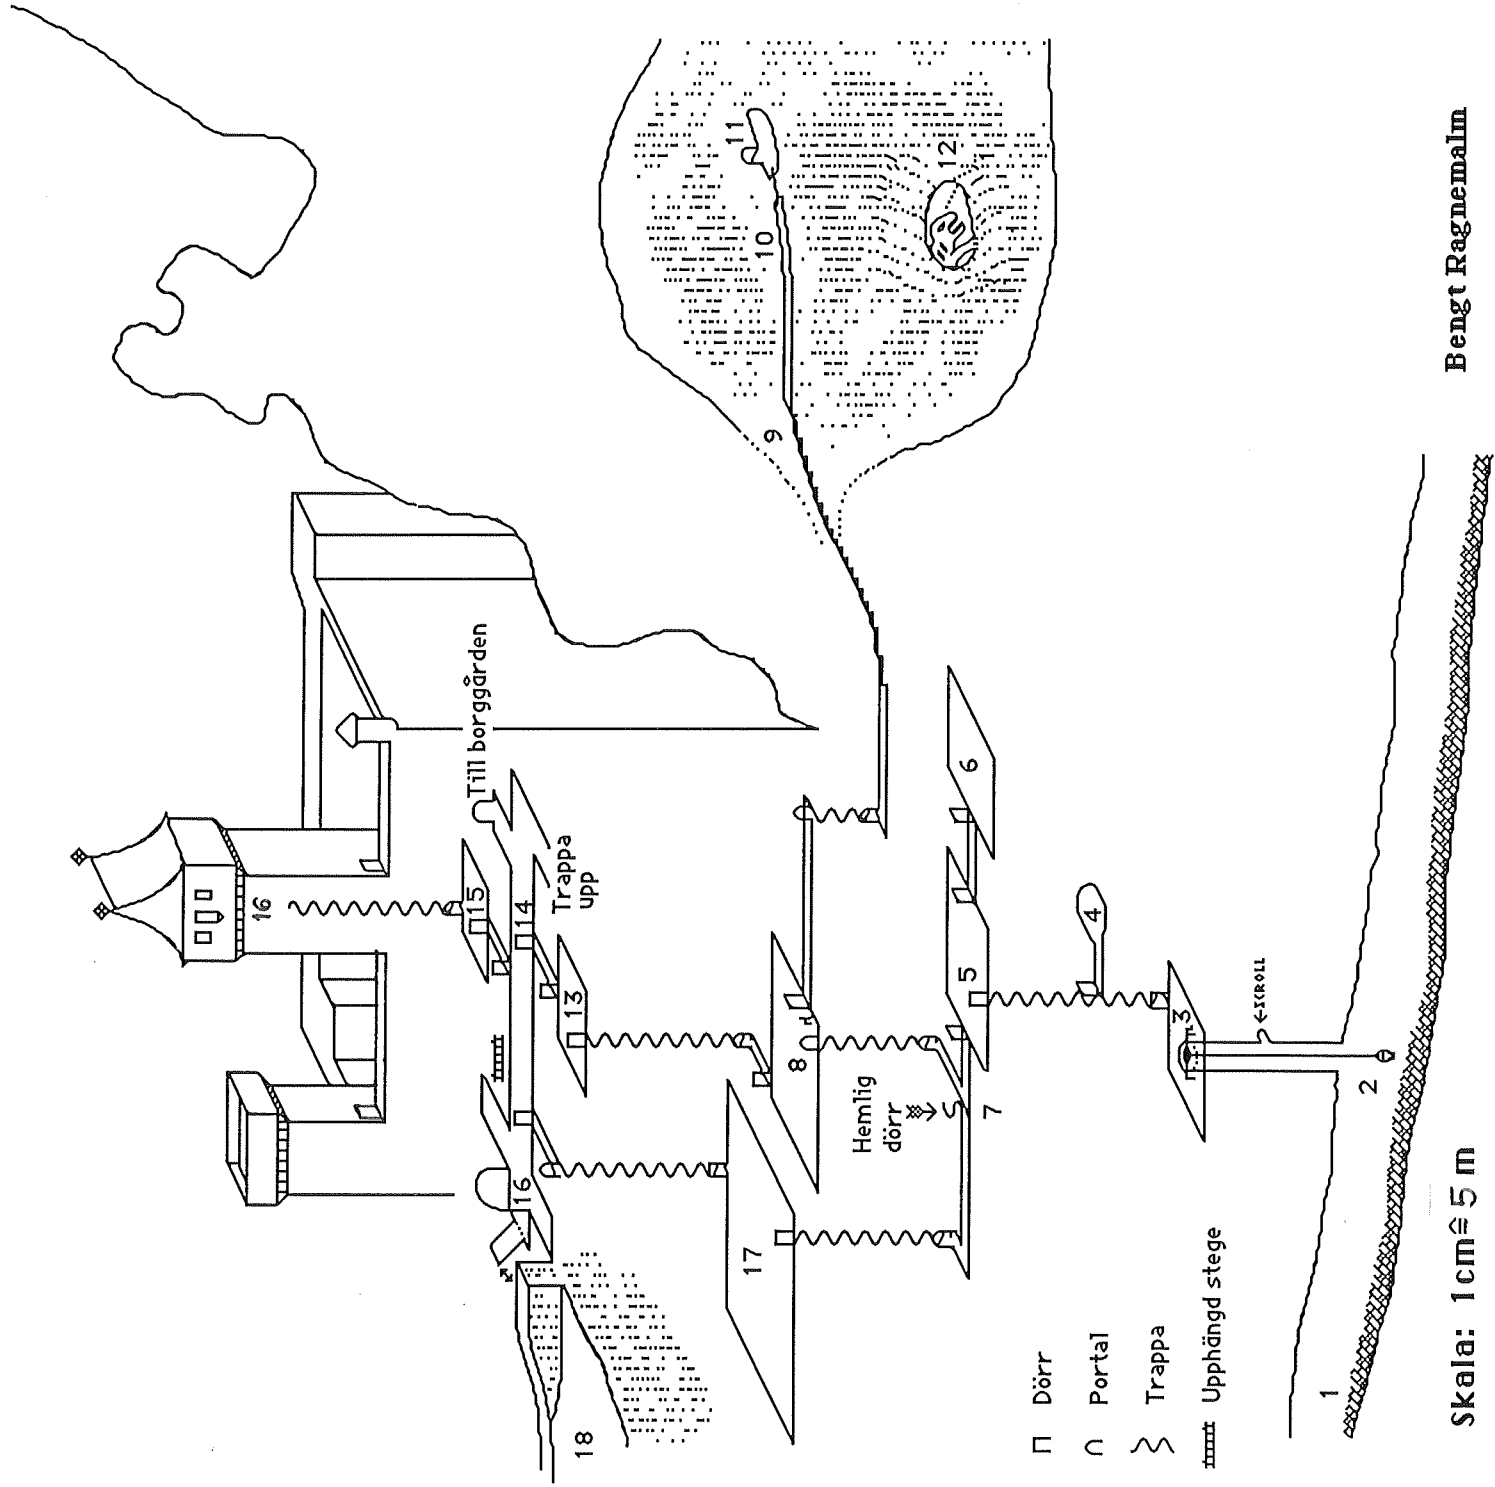 16
15
14
Till borggården
Trappa
upp
13
16
18
17
8
Hemlig
dörr
7
5
6
4
3
←SCROLL
2
1
9
10
11
12
Dörr
Portal
Trappa
Upphängd stege
Skala: 1cm≙5m
Bengt Ragnemalm